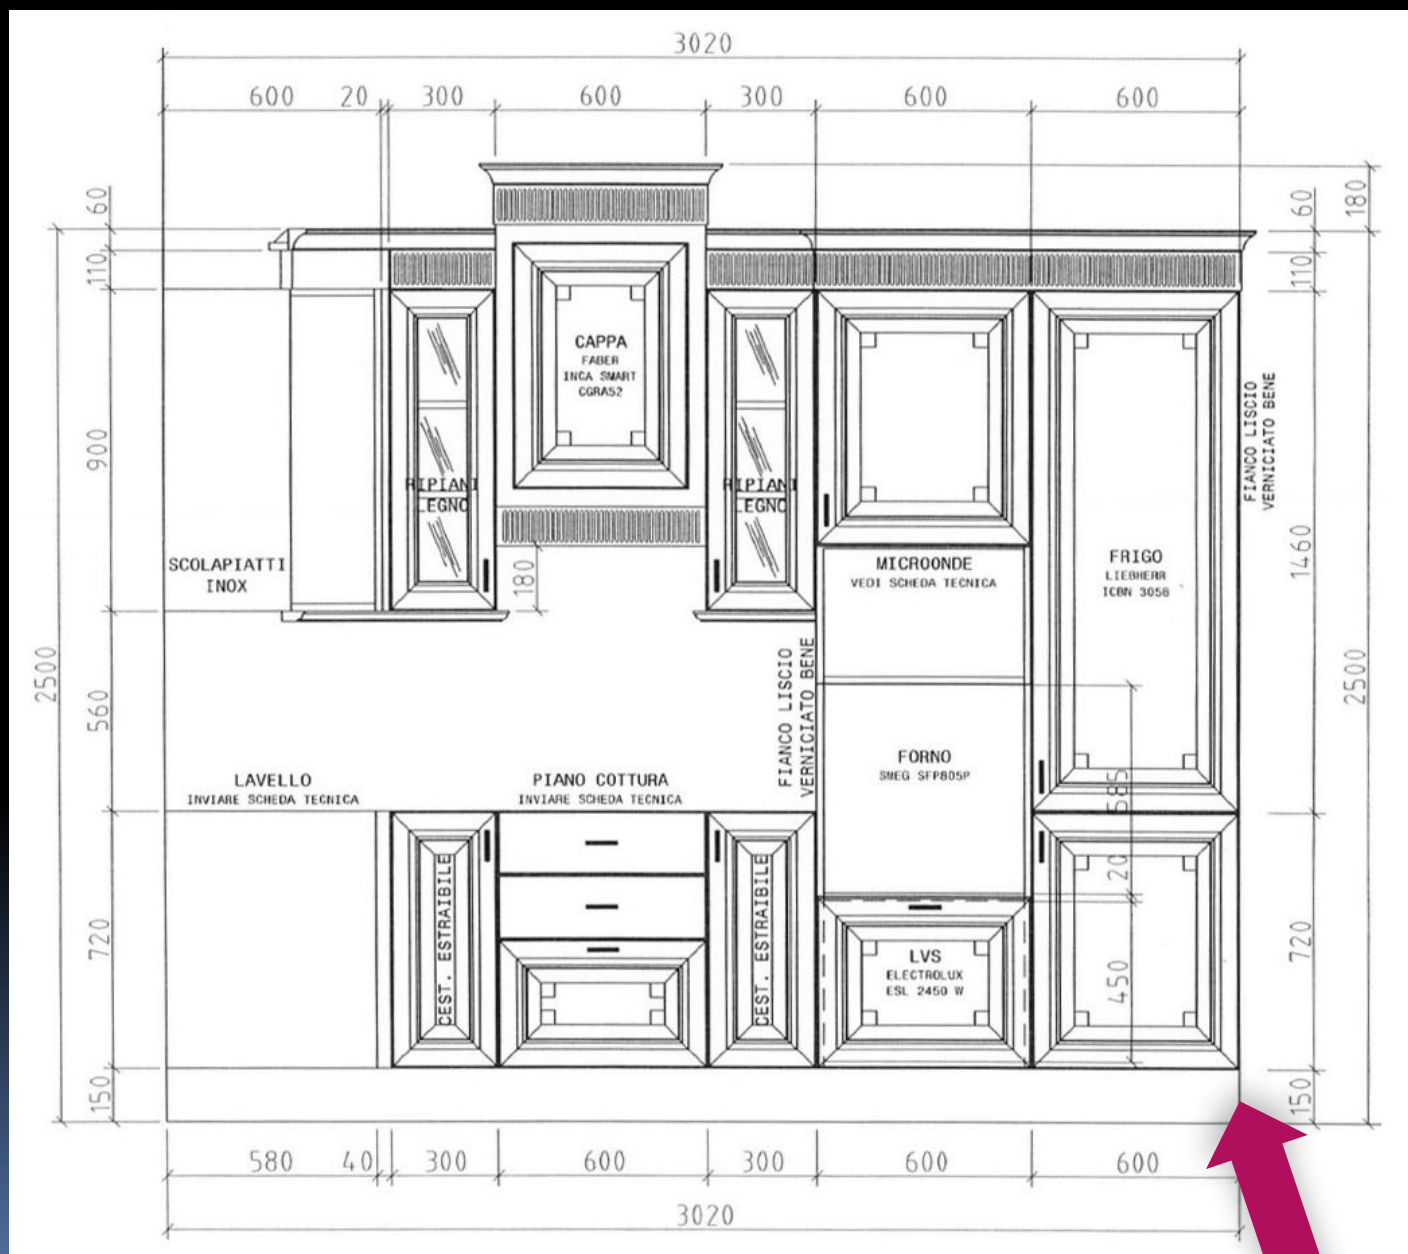 3020
600 20 300 600 300 600 600
60
110
900
560
2500
720
150
180
60
110
1460
2500
720
150
CAPPA
FABER
INCA SMART
CGRA52
RIPIANI
LEGNO
RIPIANI
LEGNO
180
SCOLAPIATTI
INOX
MICROONDE
VEDI SCHEDA TECNICA
FRIGO
LIEBHERR
ICBN 3056
FIANCO LISCIO
VERNICIATO BENE
FIANCO LISCIO
VERNICIATO BENE
LAVELLO
INVIARE SCHEDA TECNICA
PIANO COTTURA
INVIARE SCHEDA TECNICA
FORNO
SMEG SFP805P
585
20
450
CEST. ESTRAIBILE
CEST. ESTRAIBILE
LVS
ELECTROLUX
ESL 2450 W
580 40 300 600 300 600 600
3020